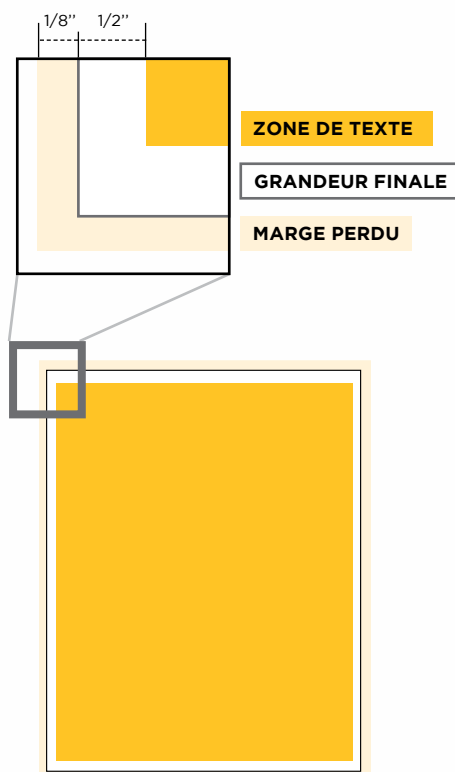 1/8’’ 1/2’’
ZONE DE TEXTE
GRANDEUR FINALE
MARGE PERDU